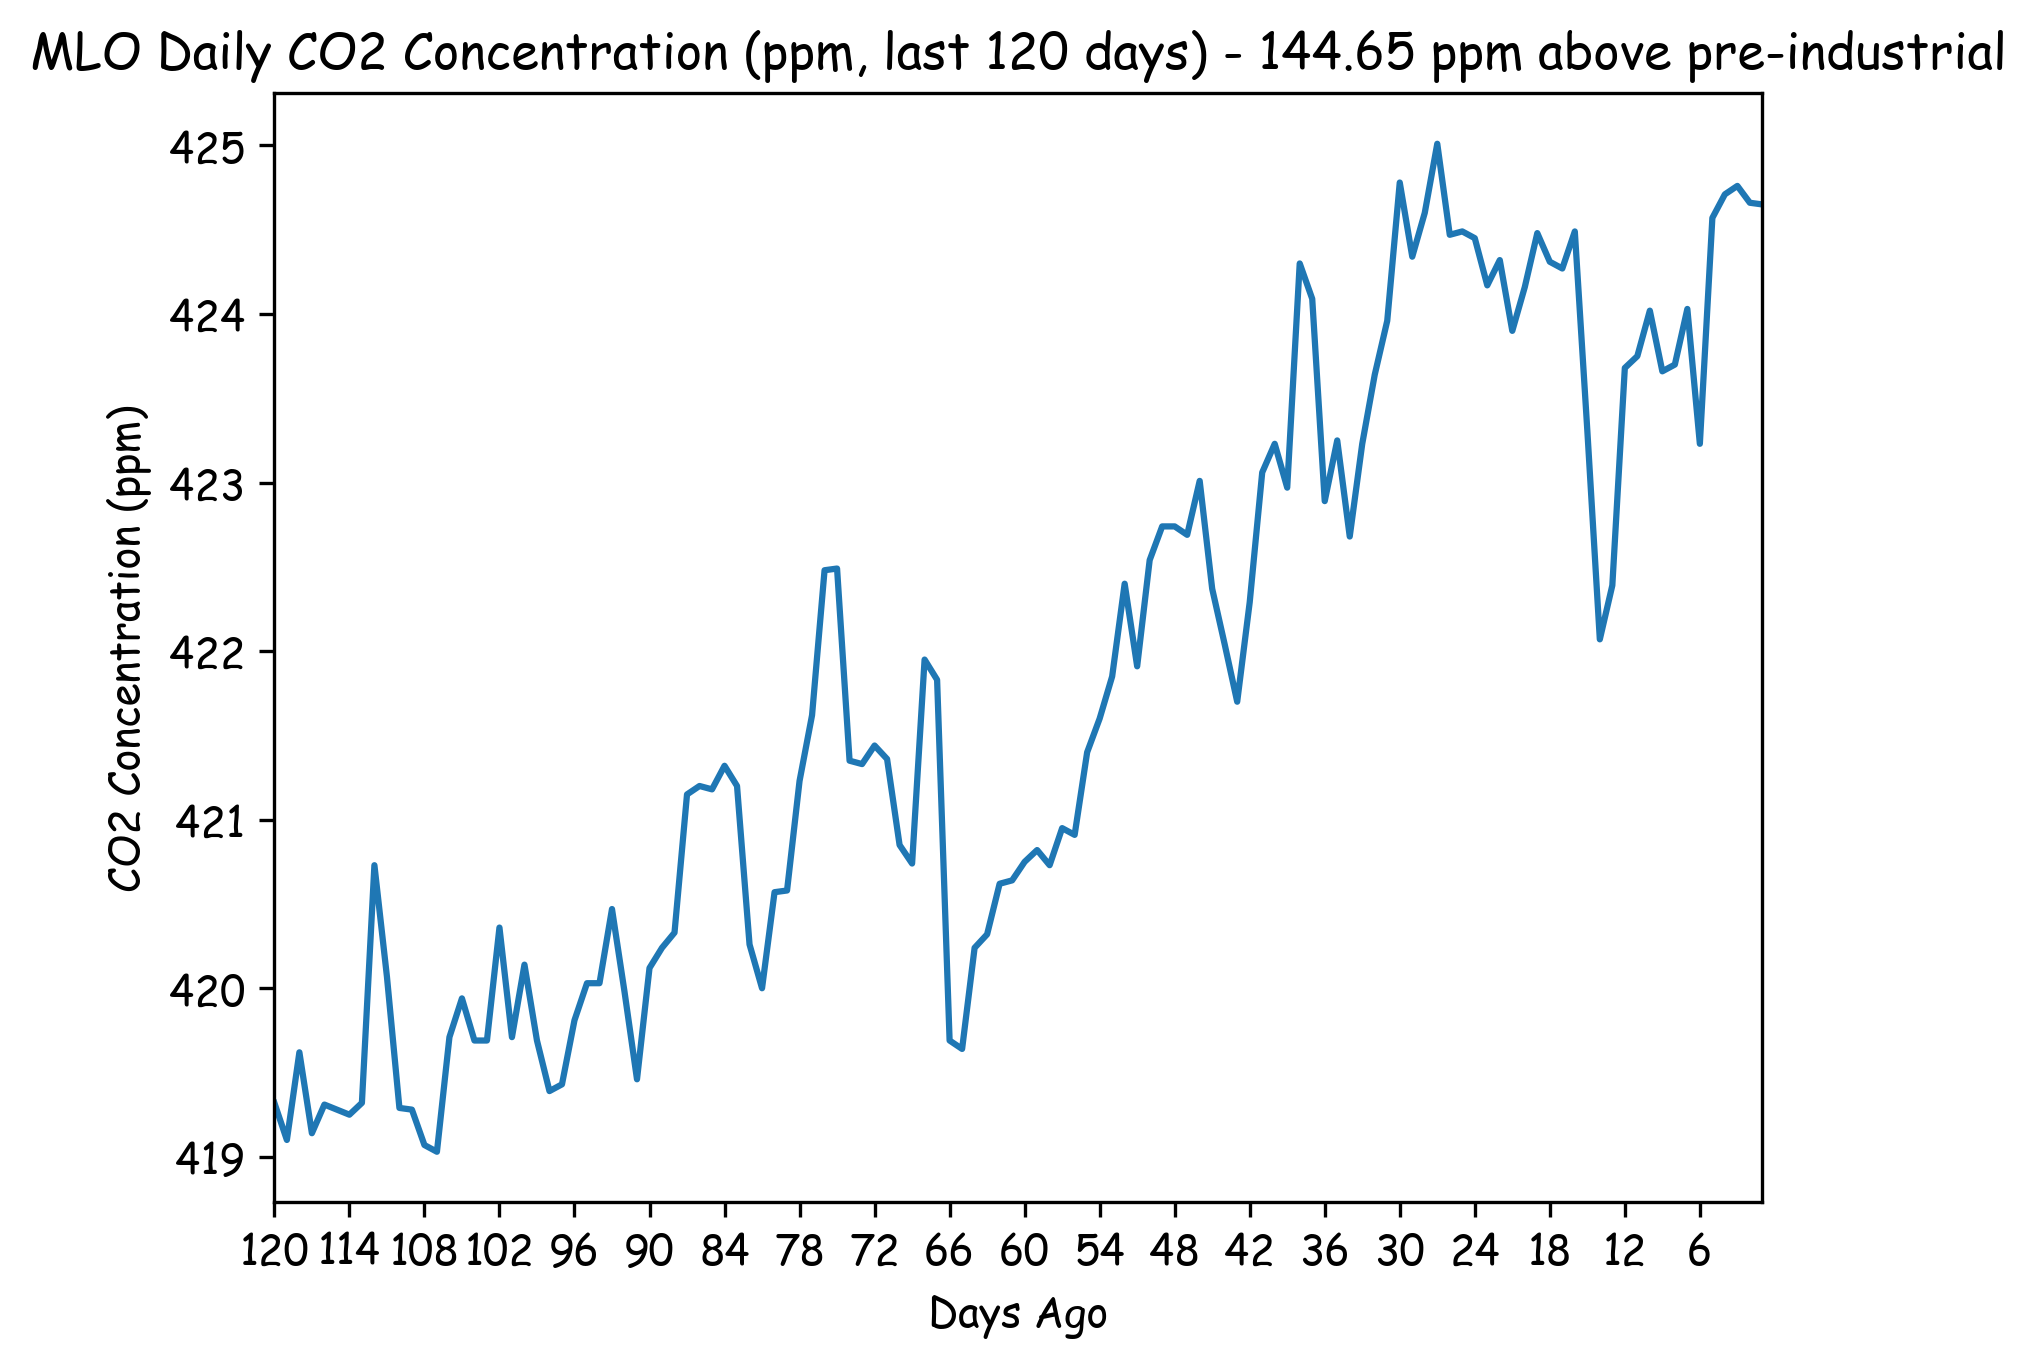 MLO Daily CO2 Concentration (ppm, last 120 days) - 144.65 ppm above pre-industrial
425
424
423
422
421
420
419
CO2 Concentration (ppm)
120 114 108 102 96 90 84 78 72 66 60 54 48 42 36 30 24 18 12 6
Days Ago